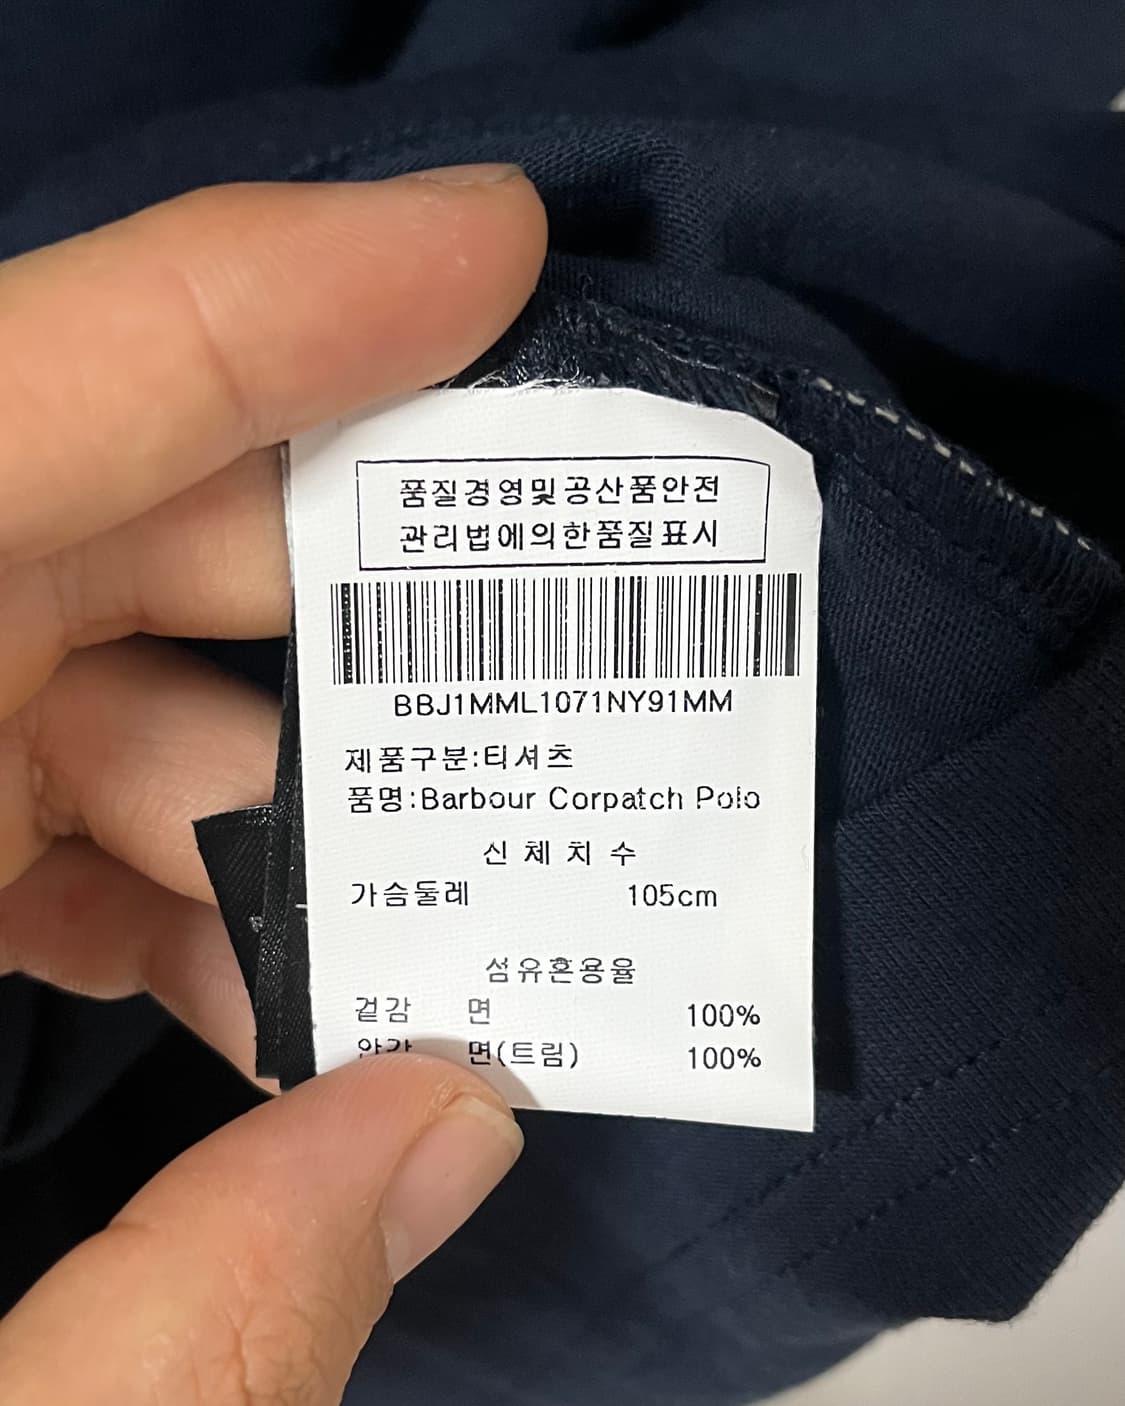 품질경영및공산품안전
관리법에의한품질표시
BBJ1MML1071NY91MM
제품구분:티셔츠
품명:Barbour Corpatch Polo
신체치수
가슴둘레 105cm
섬유혼용율
겉감 면 100%
안감 면(트림) 100%